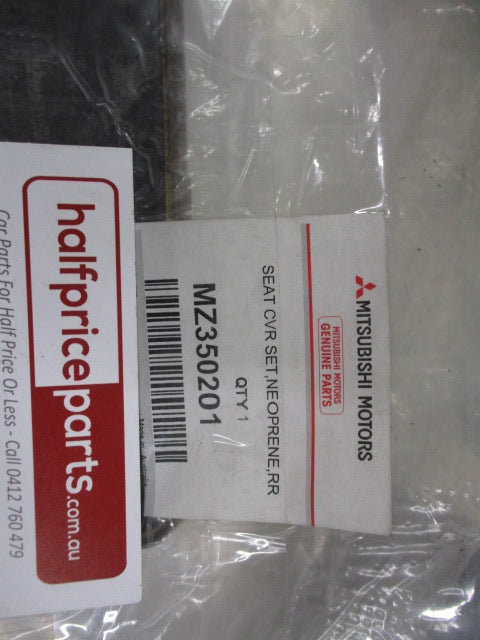 MITSUBISHI MOTORS
MITSUBISHI MOTORS
GENUINE PARTS
SEAT CVR SET,NEOPRENE,RR
QTY 1
MZ350201
halfpriceparts.com.au
Car Parts For Half Price Or Less - Call 0412 760 479